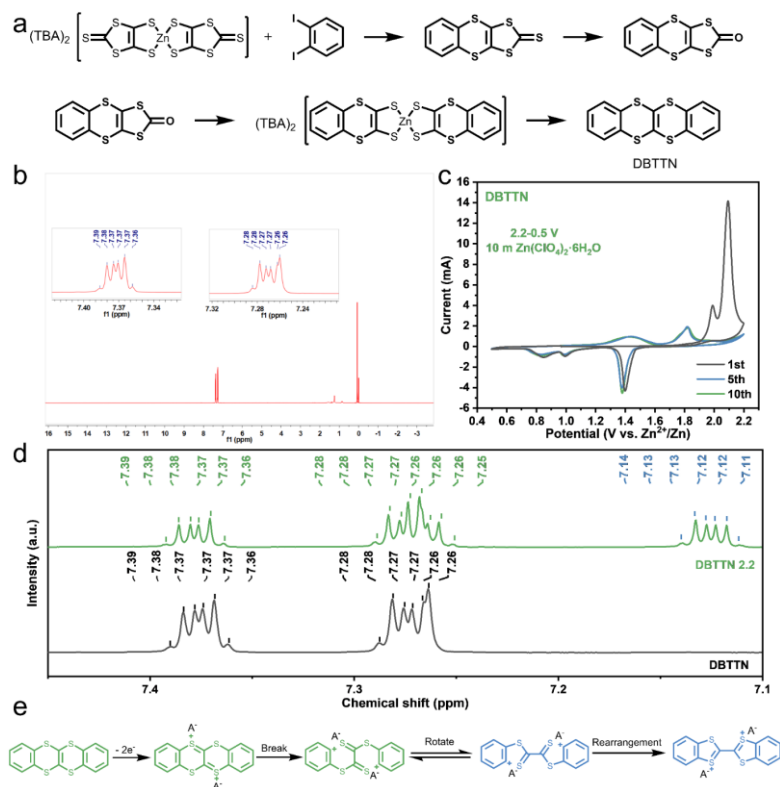 a
(TBA)2
S
S
S
S
S
Zn
S
S
S
S
S
+
I
I
S
S
S
S
S
S
S
S
S
O
S
S
S
S
O
(TBA)2
S
S
S
S
Zn
S
S
S
S
S
S
S
S
DBTTN
b
7.39
7.38
7.37
7.37
7.37
7.36
7.28
7.28
7.27
7.27
7.26
7.26
7.40 7.37 7.34
f1 (ppm)
7.32 7.28 7.24
f1 (ppm)
16 15 14 13 12 11 10 9 8 7 6 5 4 3 2 1 0 -1 -2 -3
f1 (ppm)
c
DBTTN
2.2-0.5 V
10 m Zn(ClO4)2·6H2O
Current (mA)
16
14
12
10
8
6
4
2
0
-2
-4
-6
1st
5th
10th
0.4 0.6 0.8 1.0 1.2 1.4 1.6 1.8 2.0 2.2
Potential (V vs. Zn2+/Zn)
d
7.39 7.38 7.38 7.37 7.37 7.36 7.28 7.28 7.27 7.27 7.26 7.26 7.26 7.25 7.14 7.13 7.13 7.12 7.12 7.11
DBTTN 2.2
7.39 7.38 7.37 7.37 7.37 7.36 7.28 7.28 7.27 7.27 7.26 7.26
DBTTN
Intensity (a.u.)
7.4 7.3 7.2 7.1
Chemical shift (ppm)
e
S
S
S
S
- 2e-
A-
S+
S
S
S+
A-
Break
A-
+
S
S
S
S
+
A-
Rotate
S
S
A-
+
S
S
+
A-
Rearrangement
S
S
A-
S+
S+
A-